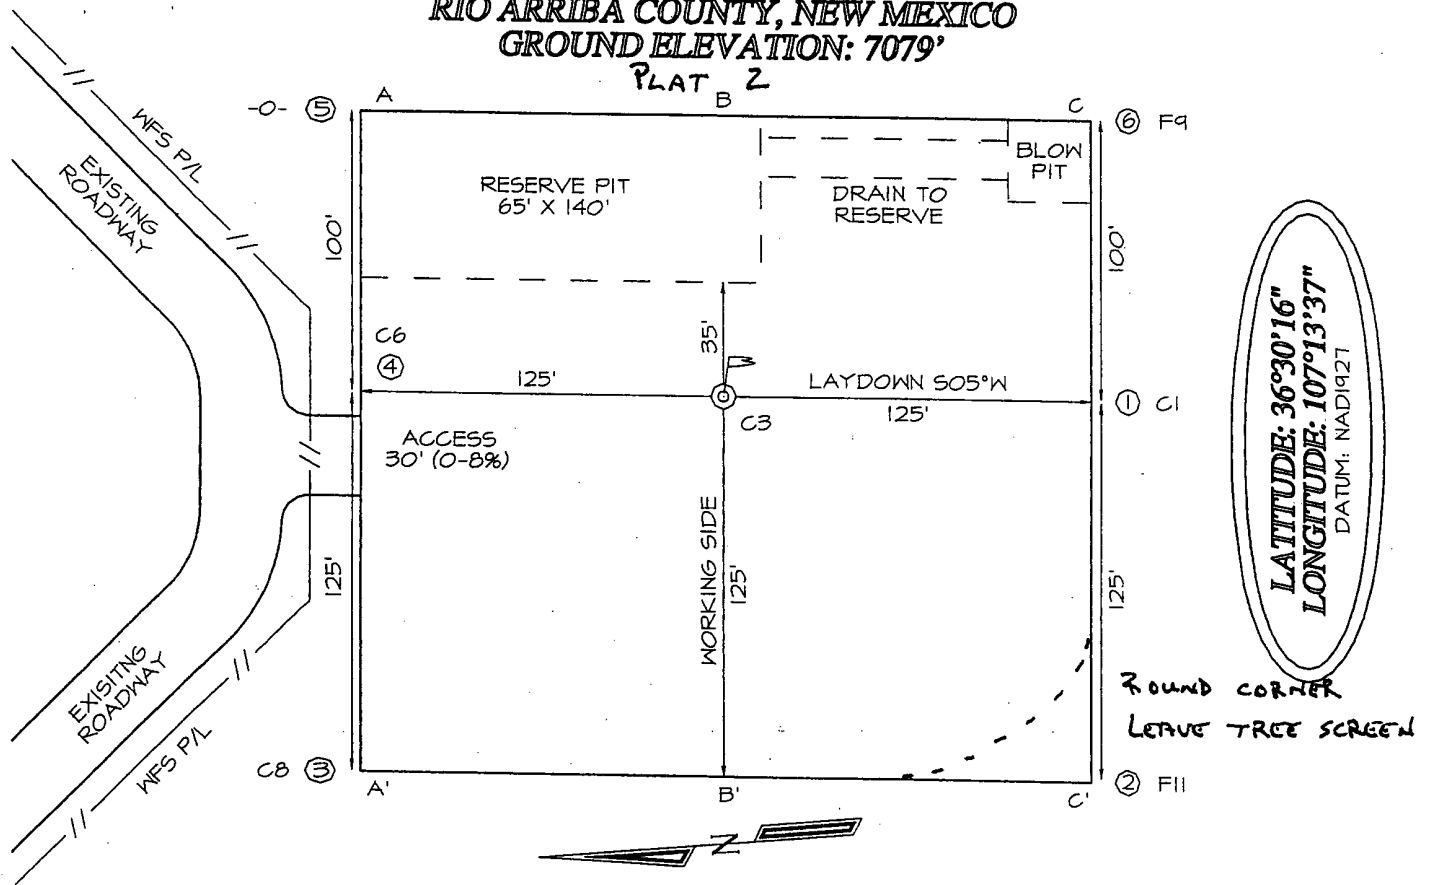 RIO ARRIBA COUNTY, NEW MEXICO
GROUND ELEVATION: 7079'
PLAT 2
-0- 5
A
B
C
6 F9
WFS P/L
EXISTING
ROADWAY
RESERVE PIT
65' X 140'
BLOW
PIT
DRAIN TO
RESERVE
100'
100'
C6
4
35'
125'
LAYDOWN S05°W
125'
1 C1
C3
ACCESS
30' (0-8%)
LATITUDE: 36°30'16"
LONGITUDE: 107°13'37"
DATUM: NAD1927
WORKING SIDE
125'
125'
125'
EXISITNG
ROADWAY
WFS P/L
ROUND CORNER
LEAVE TREE SCREEN
C8 3
A'
B'
C'
2 F11
N